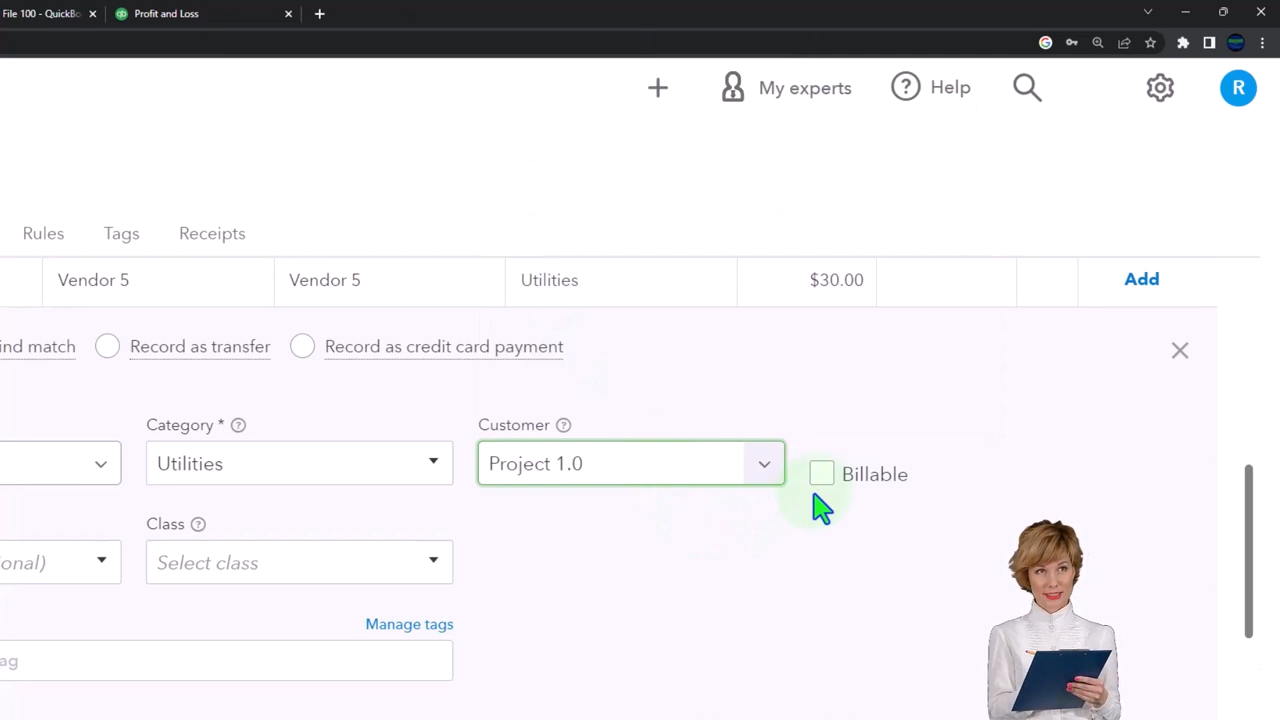 File 100 - QuickBo
Profit and Loss
My experts
Help
R
Rules Tags Receipts
Vendor 5 Vendor 5 Utilities $30.00 Add
ind match Record as transfer Record as credit card payment
Category * Customer
Utilities Project 1.0 Billable
Class
onal) Select class
Manage tags
ag